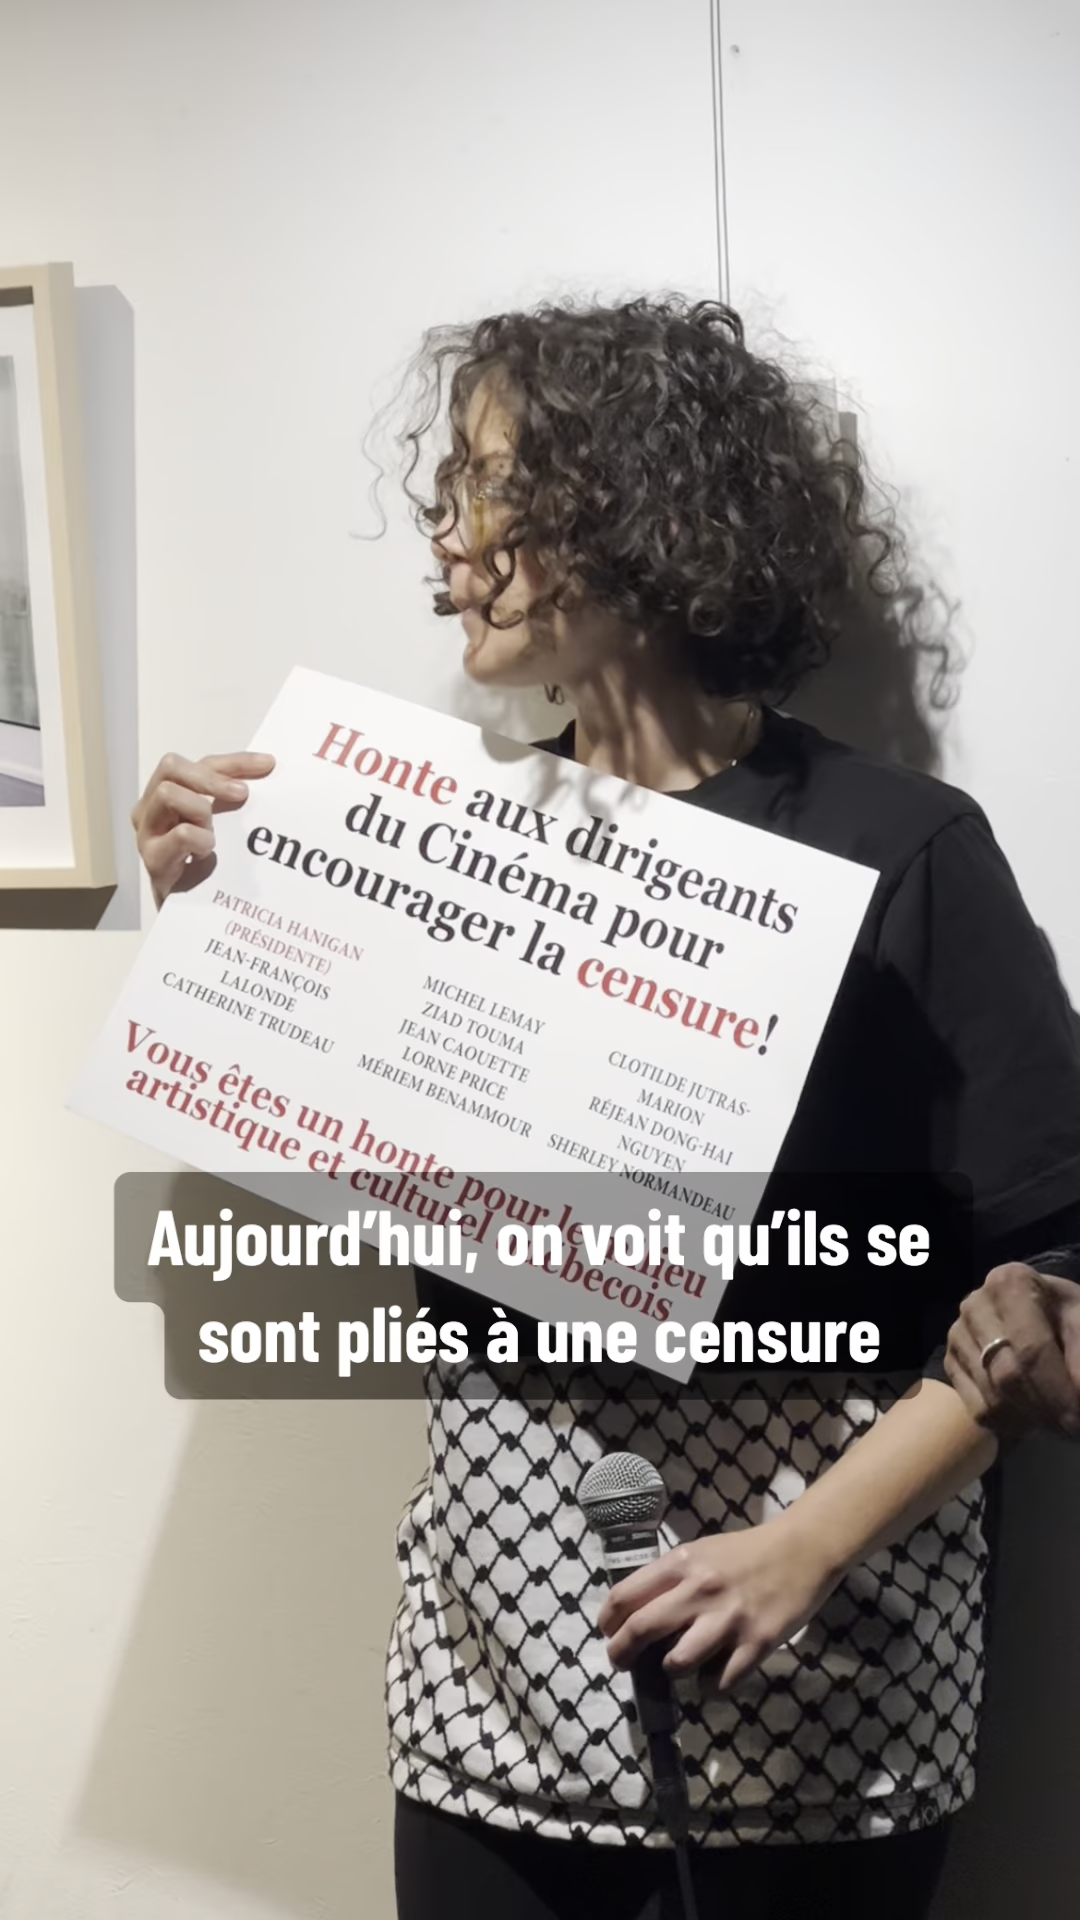 Honte aux dirigeants
du Cinéma pour
encourager la censure!
PATRICIA HANIGAN
(PRÉSIDENTE)
JEAN-FRANÇOIS
LALONDE
CATHERINE TRUDEAU
MICHEL LEMAY
ZIAD TOUMA
JEAN CAOUETTE
LORNE PRICE
MÉRIEM BENAMMOUR
CLOTILDE JUTRAS-
MARION
RÉJEAN DONG-HAI
NGUYEN
SHERLEY NORMANDEAU
Vous êtes un honte pour le milieu
artistique et culturel québecois
Aujourd’hui, on voit qu’ils se
sont pliés à une censure